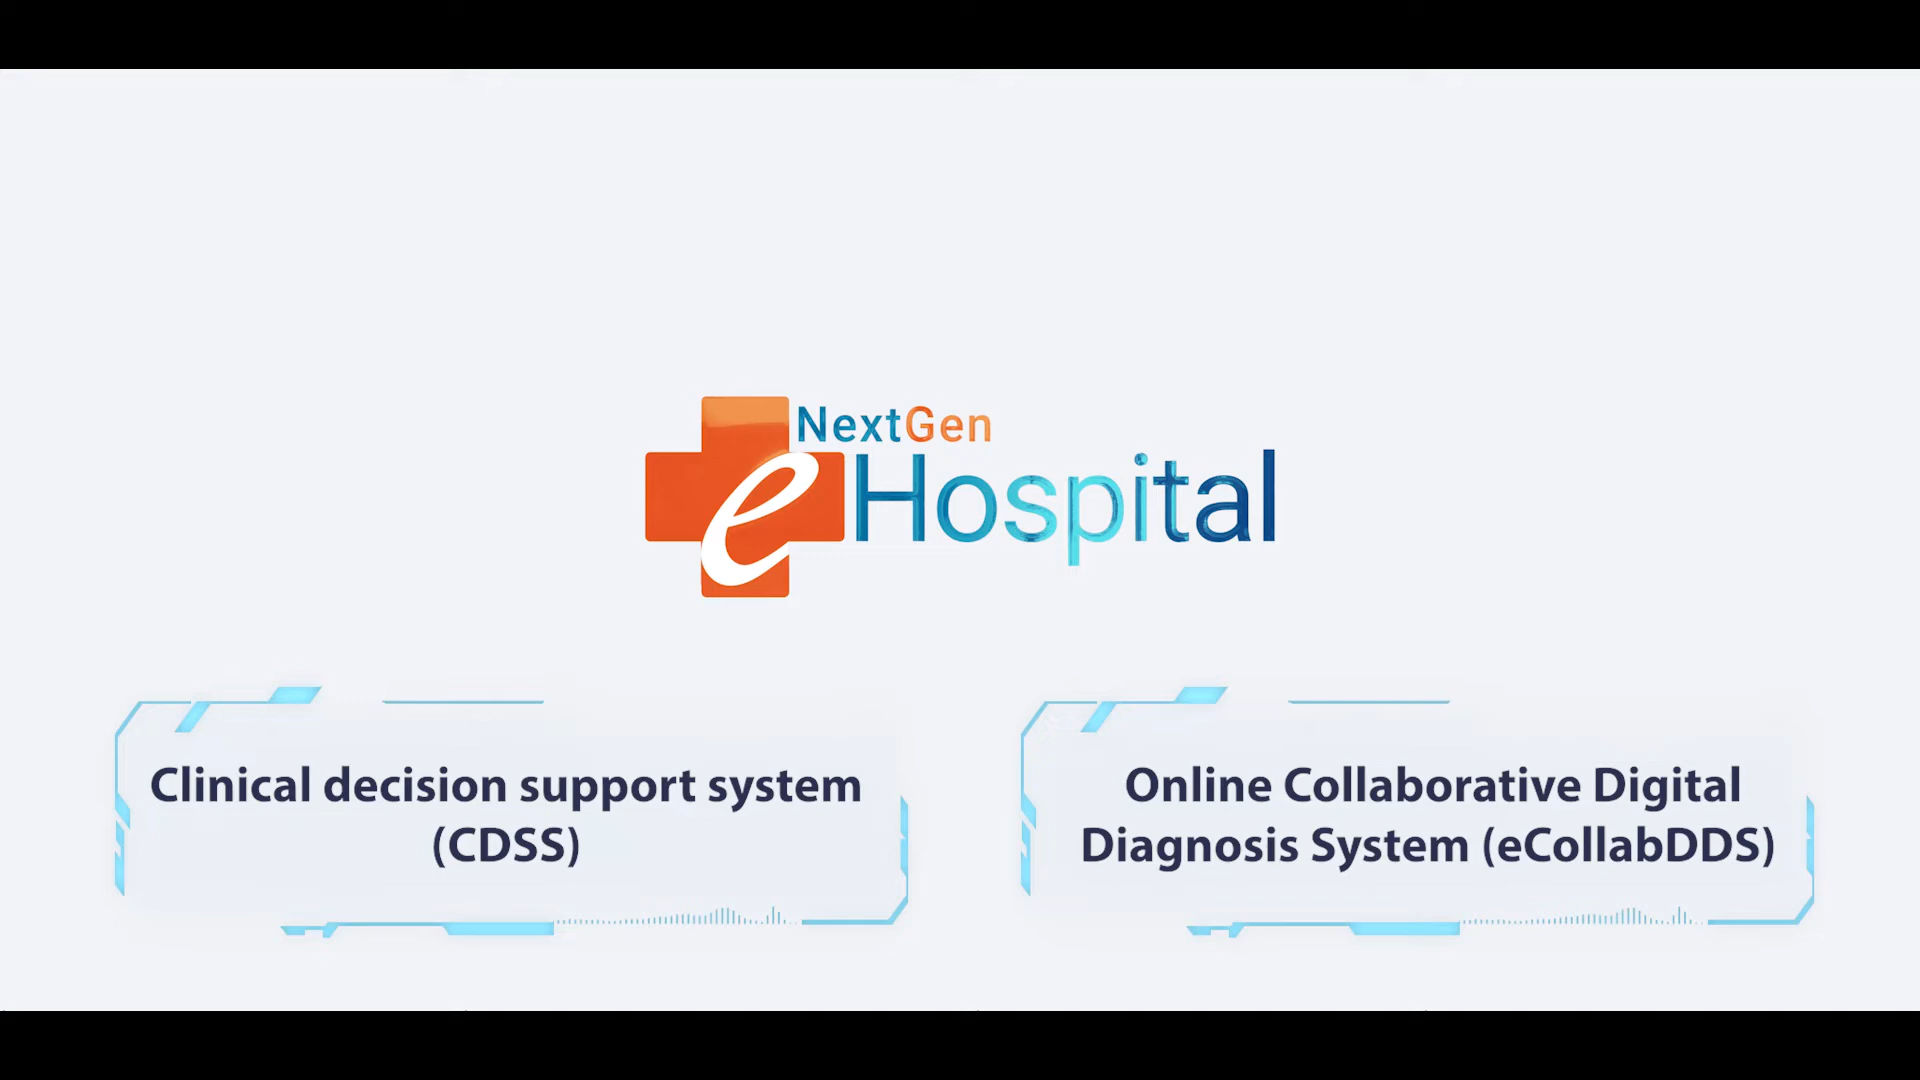 NextGen
eHospital
Clinical decision support system
(CDSS)
Online Collaborative Digital
Diagnosis System (eCollabDDS)